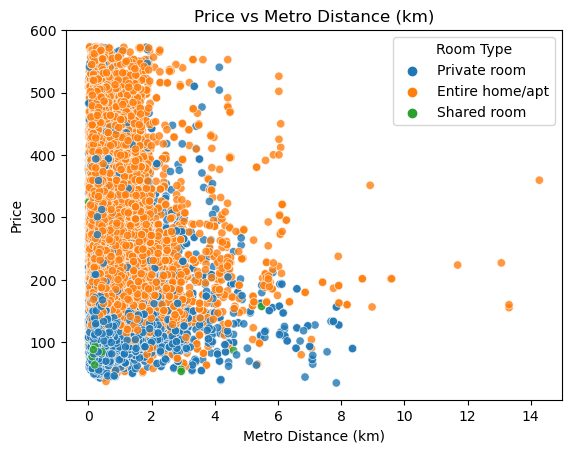 Price vs Metro Distance (km)
600
500
400
300
200
100
Price
Room Type
Private room
Entire home/apt
Shared room
0 2 4 6 8 10 12 14
Metro Distance (km)